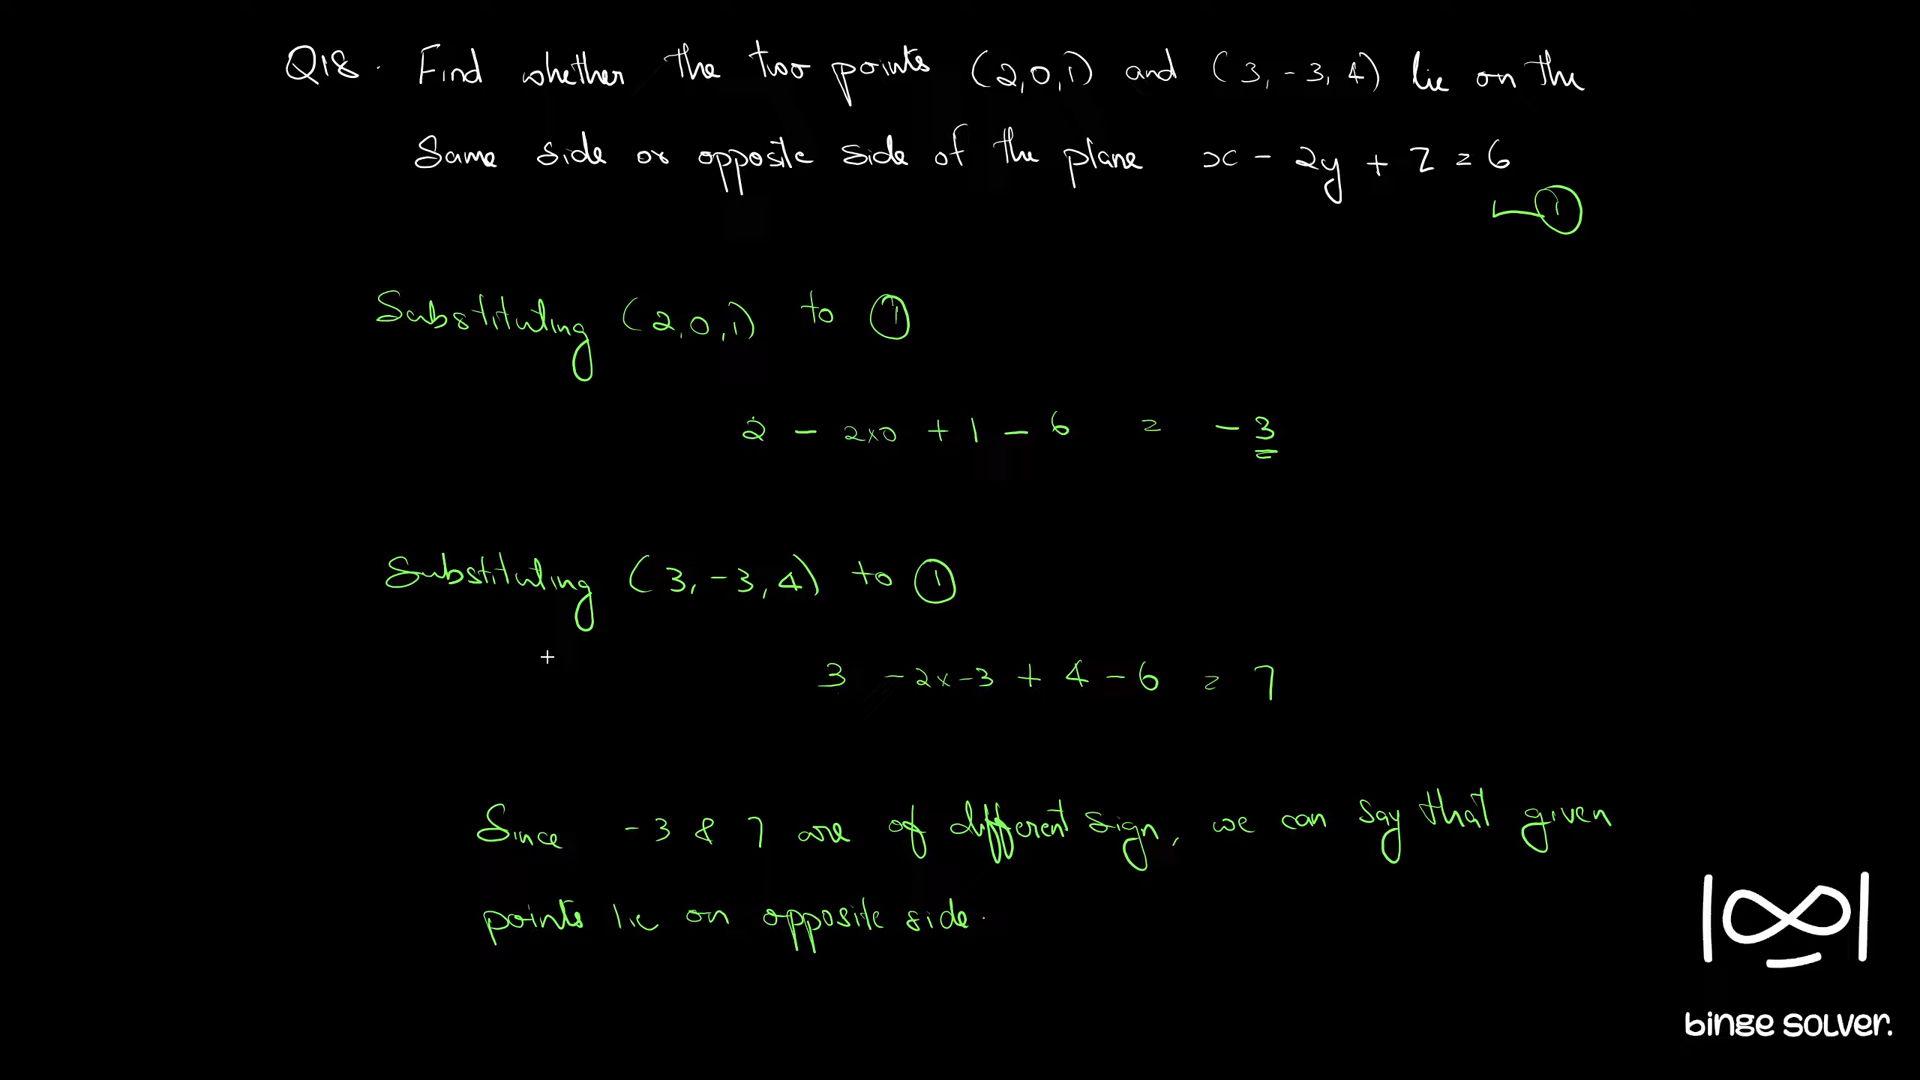 Q18. Find whether the two points (2,0,1) and (3,-3,4) lie on the
same side or opposite side of the plane x - 2y + z = 6
①
Substituting (2,0,1) to ①
2 - 2×0 + 1 - 6 = -3
Substituting (3,-3,4) to ①
3 - 2×-3 + 4 - 6 = 7
Since -3 & 7 are of different sign, we can say that given
points lie on opposite side.
binge solver.